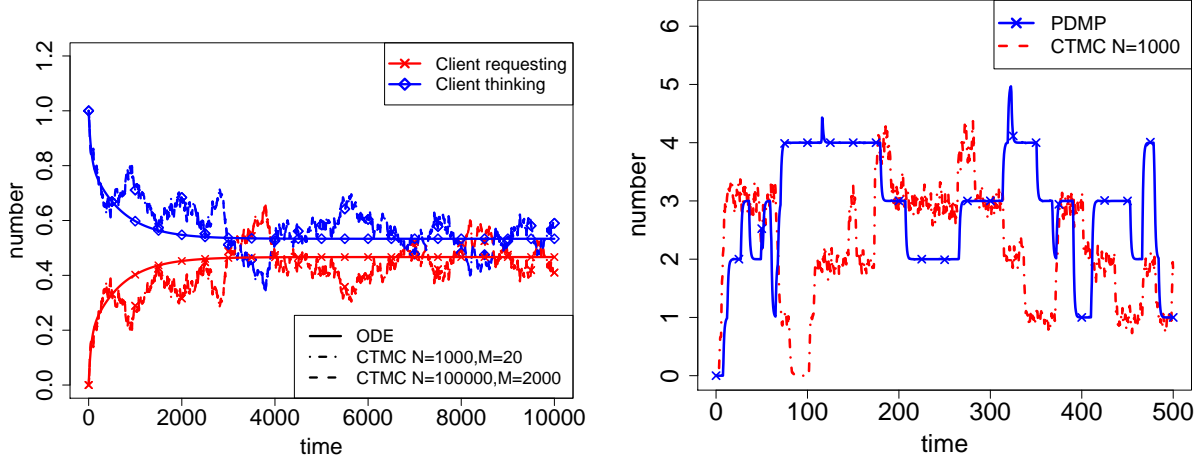 1.2
1.0
0.8
0.6
0.4
0.2
0.0
number
Client requesting
Client thinking
ODE
CTMC N=1000,M=20
CTMC N=100000,M=2000
0 2000 4000 6000 8000 10000
time
6
5
4
3
2
1
0
number
PDMP
CTMC N=1000
0 100 200 300 400 500
time